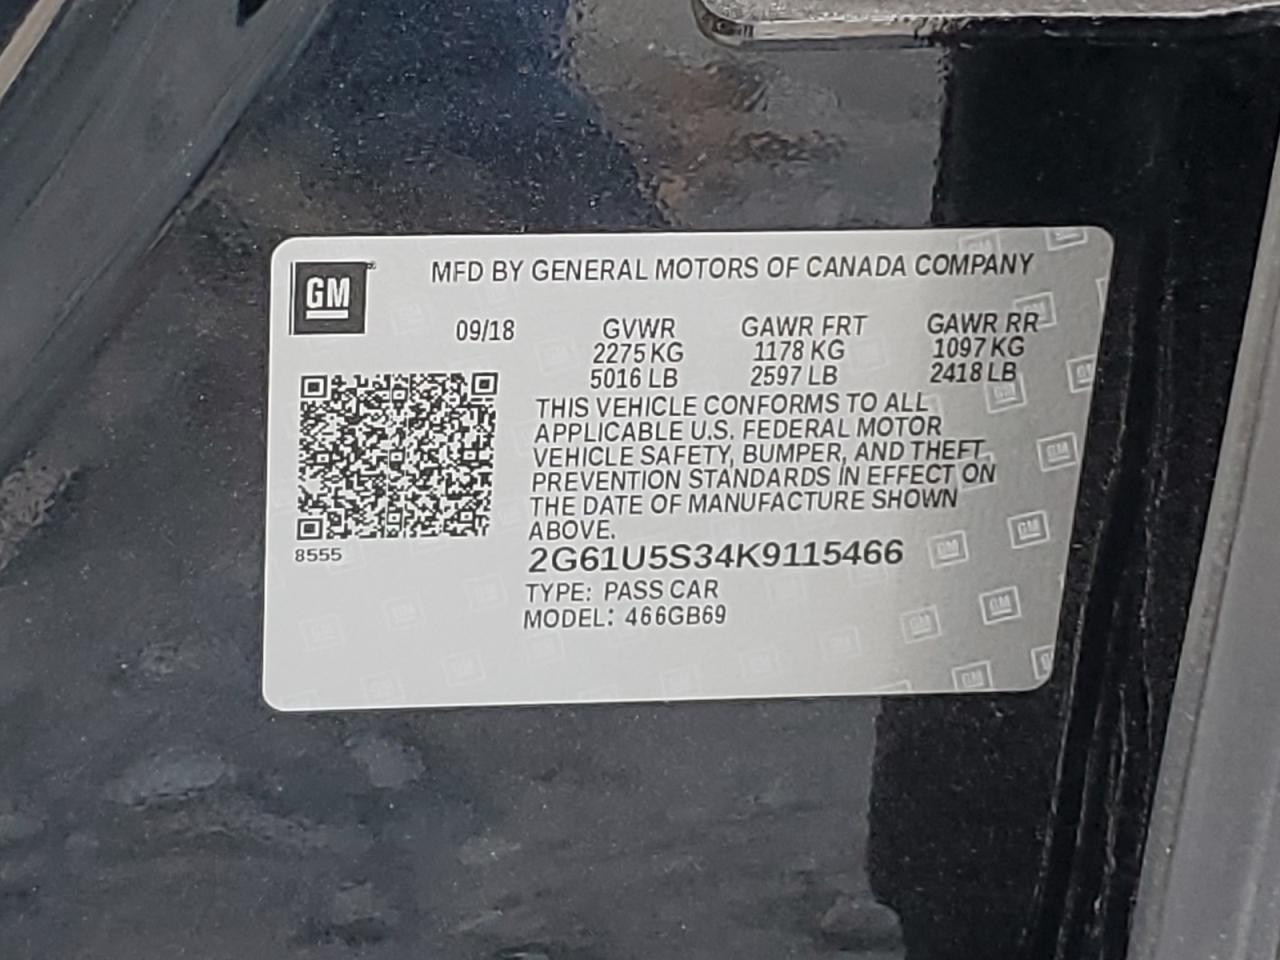 GM
MFD BY GENERAL MOTORS OF CANADA COMPANY
09/18 GVWR GAWR FRT GAWR RR
2275 KG 1178 KG 1097 KG
5016 LB 2597 LB 2418 LB
THIS VEHICLE CONFORMS TO ALL
APPLICABLE U.S. FEDERAL MOTOR
VEHICLE SAFETY, BUMPER, AND THEFT
PREVENTION STANDARDS IN EFFECT ON
THE DATE OF MANUFACTURE SHOWN
ABOVE.
8555
2G61U5S34K9115466
TYPE: PASS CAR
MODEL: 466GB69